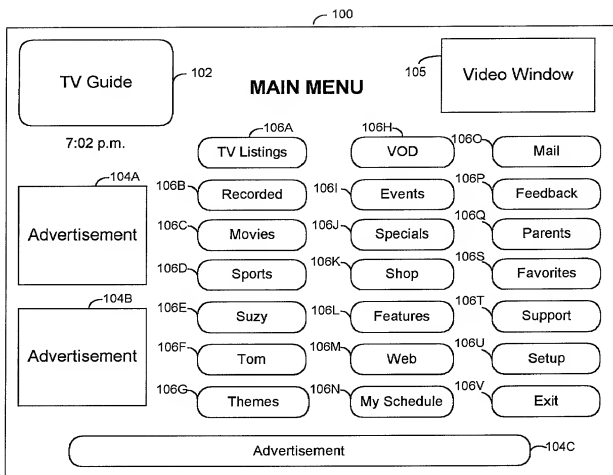 100
TV Guide
102
MAIN MENU
105
Video Window
7:02 p.m.
106A
TV Listings
106H
VOD
106O
Mail
104A
Advertisement
106B
Recorded
106I
Events
106P
Feedback
106C
Movies
106J
Specials
106Q
Parents
106D
Sports
106K
Shop
106S
Favorites
104B
Advertisement
106E
Suzy
106L
Features
106T
Support
106F
Tom
106M
Web
106U
Setup
106G
Themes
106N
My Schedule
106V
Exit
Advertisement
104C